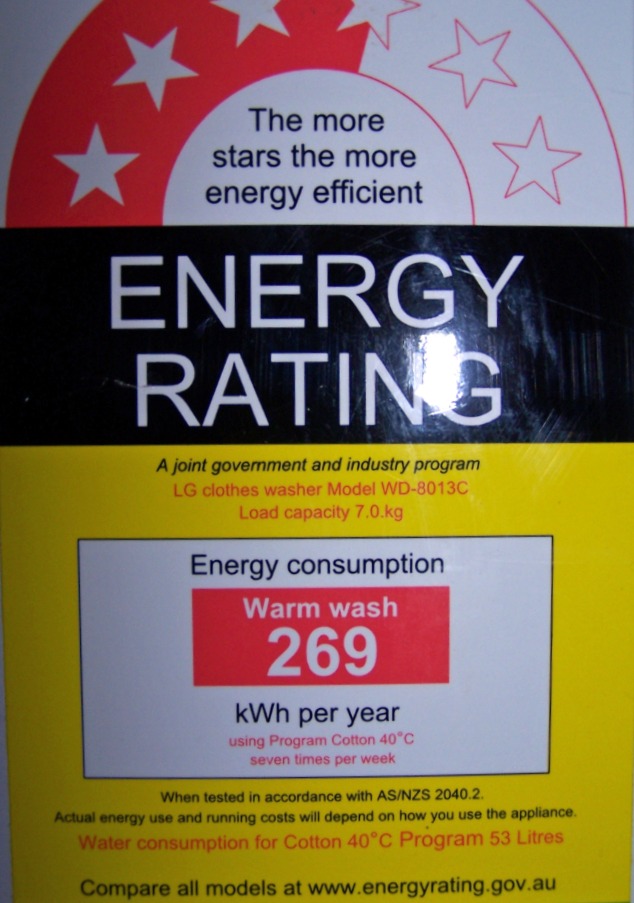 The more
stars the more
energy efficient
ENERGY
RATING
A joint government and industry program
LG clothes washer Model WD-8013C
Load capacity 7.0.kg
Energy consumption
Warm wash
269
kWh per year
using Program Cotton 40°C
seven times per week
When tested in accordance with AS/NZS 2040.2.
Actual energy use and running costs will depend on how you use the appliance.
Water consumption for Cotton 40°C Program 53 Litres
Compare all models at www.energyrating.gov.au